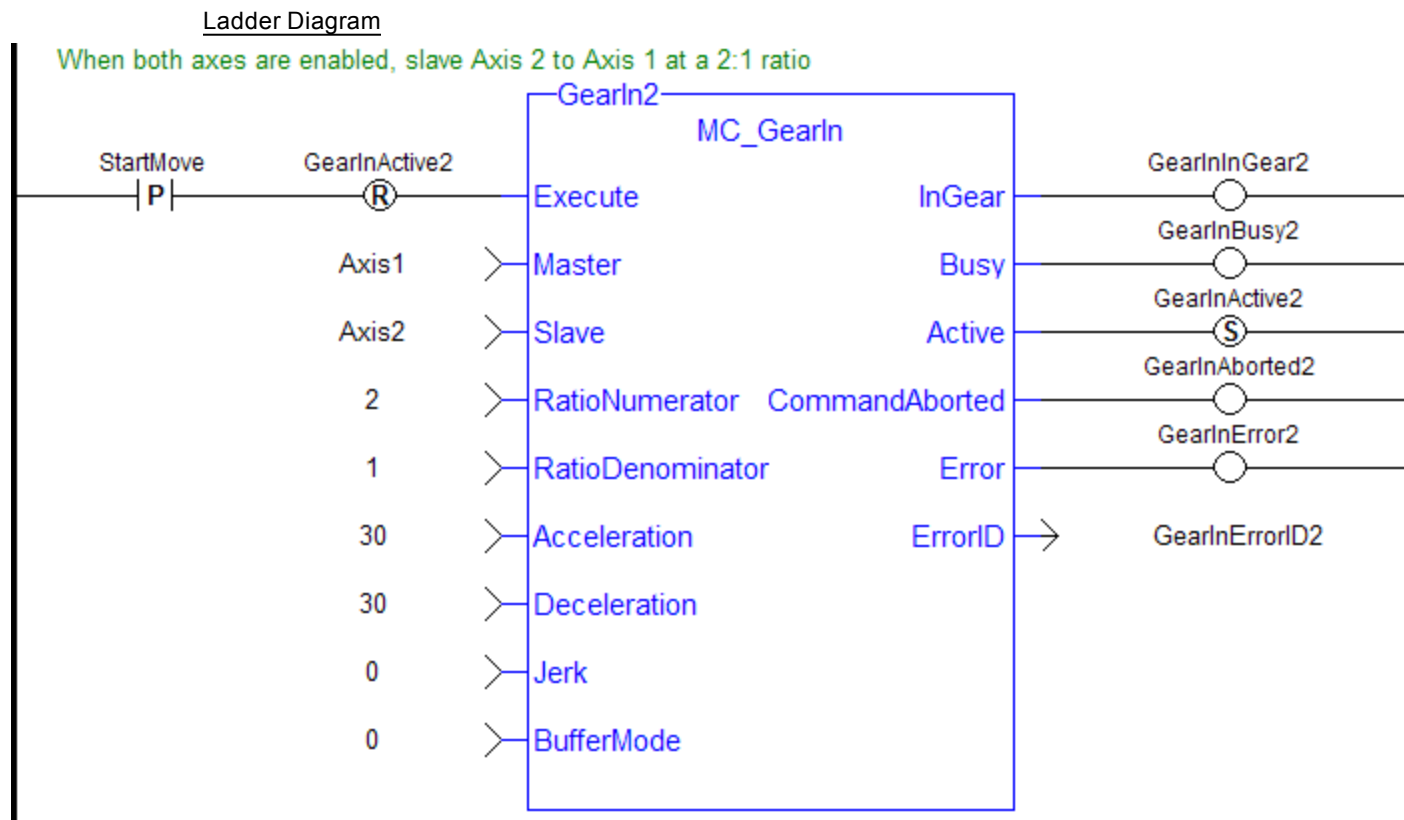 Ladder Diagram
When both axes are enabled, slave Axis 2 to Axis 1 at a 2:1 ratio
GearIn2
MC_GearIn
StartMove GearInActive2 GearInInGear2
P R Execute InGear
GearInBusy2
Axis1 Master Busy
GearInActive2
Axis2 Slave Active S
GearInAborted2
2 RatioNumerator CommandAborted
GearInError2
1 RatioDenominator Error
30 Acceleration ErrorID GearInErrorID2
30 Deceleration
0 Jerk
0 BufferMode